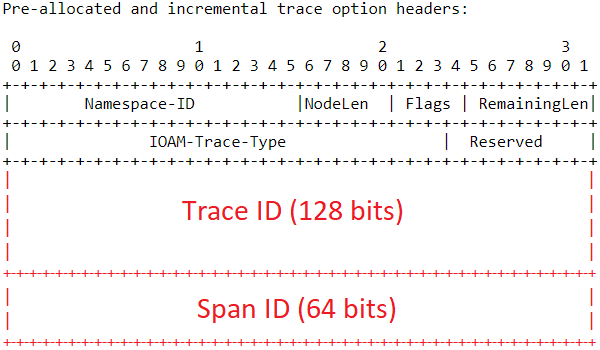 Pre-allocated and incremental trace option headers:
0                   1                   2                   3
0 1 2 3 4 5 6 7 8 9 0 1 2 3 4 5 6 7 8 9 0 1 2 3 4 5 6 7 8 9 0 1
+-+-+-+-+-+-+-+-+-+-+-+-+-+-+-+-+-+-+-+-+-+-+-+-+-+-+-+-+-+-+-+-+
|        Namespace-ID           |NodeLen  | Flags | RemainingLen|
+-+-+-+-+-+-+-+-+-+-+-+-+-+-+-+-+-+-+-+-+-+-+-+-+-+-+-+-+-+-+-+-+
|               IOAM-Trace-Type                 |  Reserved     |
+-+-+-+-+-+-+-+-+-+-+-+-+-+-+-+-+-+-+-+-+-+-+-+-+-+-+-+-+-+-+-+-+
|                                                               |
| Trace ID (128 bits) |
|                                                               |
|                                                               |
+-+-+-+-+-+-+-+-+-+-+-+-+-+-+-+-+-+-+-+-+-+-+-+-+-+-+-+-+-+-+-+-+
| Span ID (64 bits) |
|                                                               |
+-+-+-+-+-+-+-+-+-+-+-+-+-+-+-+-+-+-+-+-+-+-+-+-+-+-+-+-+-+-+-+-+